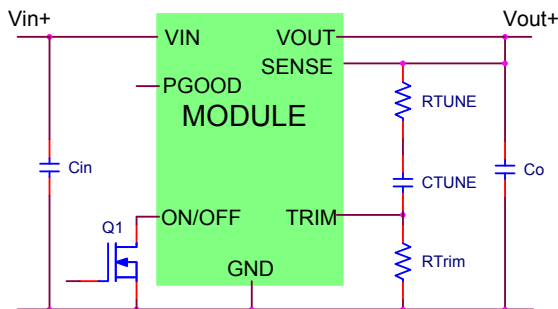 Vin+
Vout+
VIN
VOUT
SENSE
PGOOD
RTUNE
MODULE
Cin
CTUNE
Co
Q1
ON/OFF
TRIM
RTrim
GND